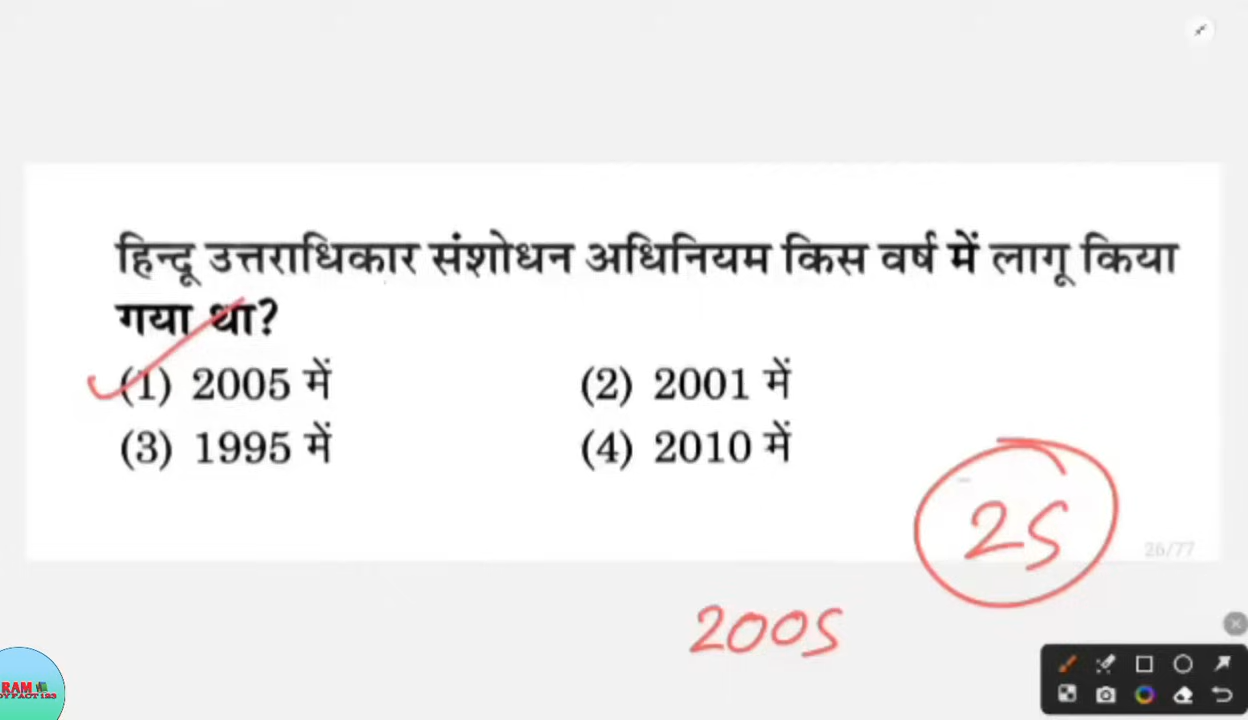 हिन्दू उत्तराधिकार संशोधन अधिनियम किस वर्ष में लागू किया
गया था?
(1) 2005 में
(2) 2001 में
(3) 1995 में
(4) 2010 में
25
26/77
2005
RAM